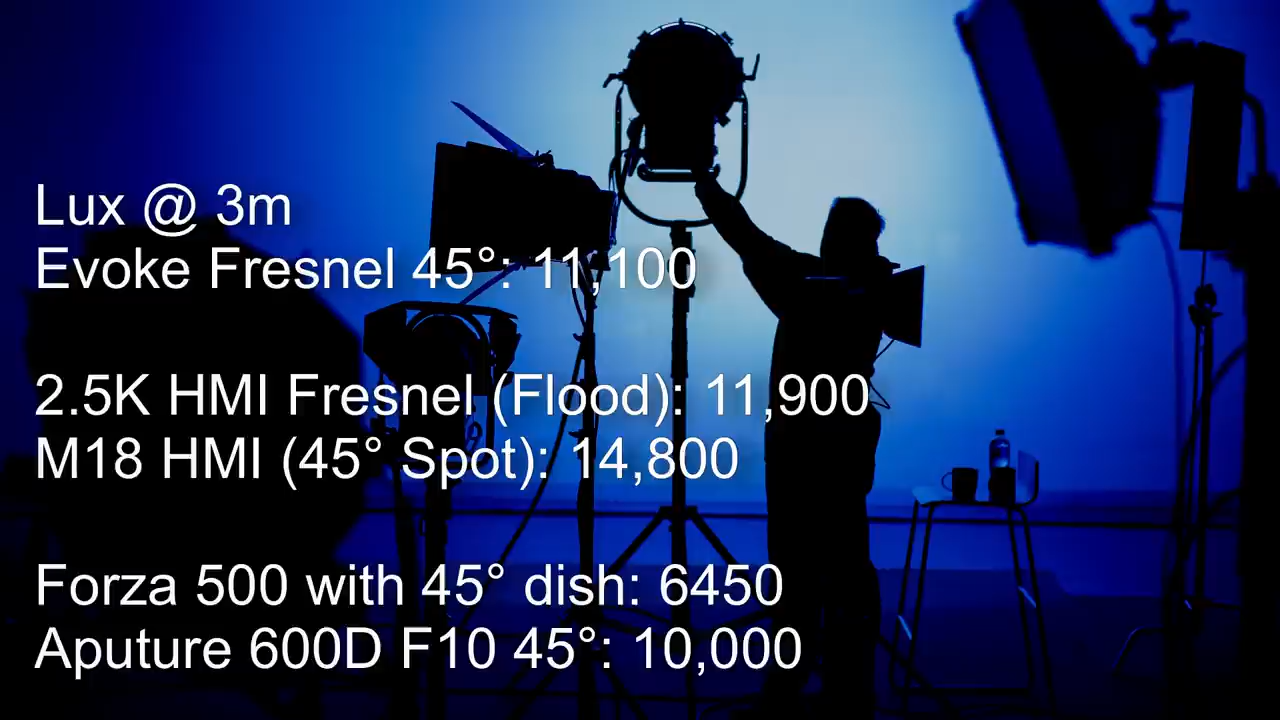 Lux @ 3m
Evoke Fresnel 45°: 11,100
2.5K HMI Fresnel (Flood): 11,900
M18 HMI (45° Spot): 14,800
Forza 500 with 45° dish: 6450
Aputure 600D F10 45°: 10,000